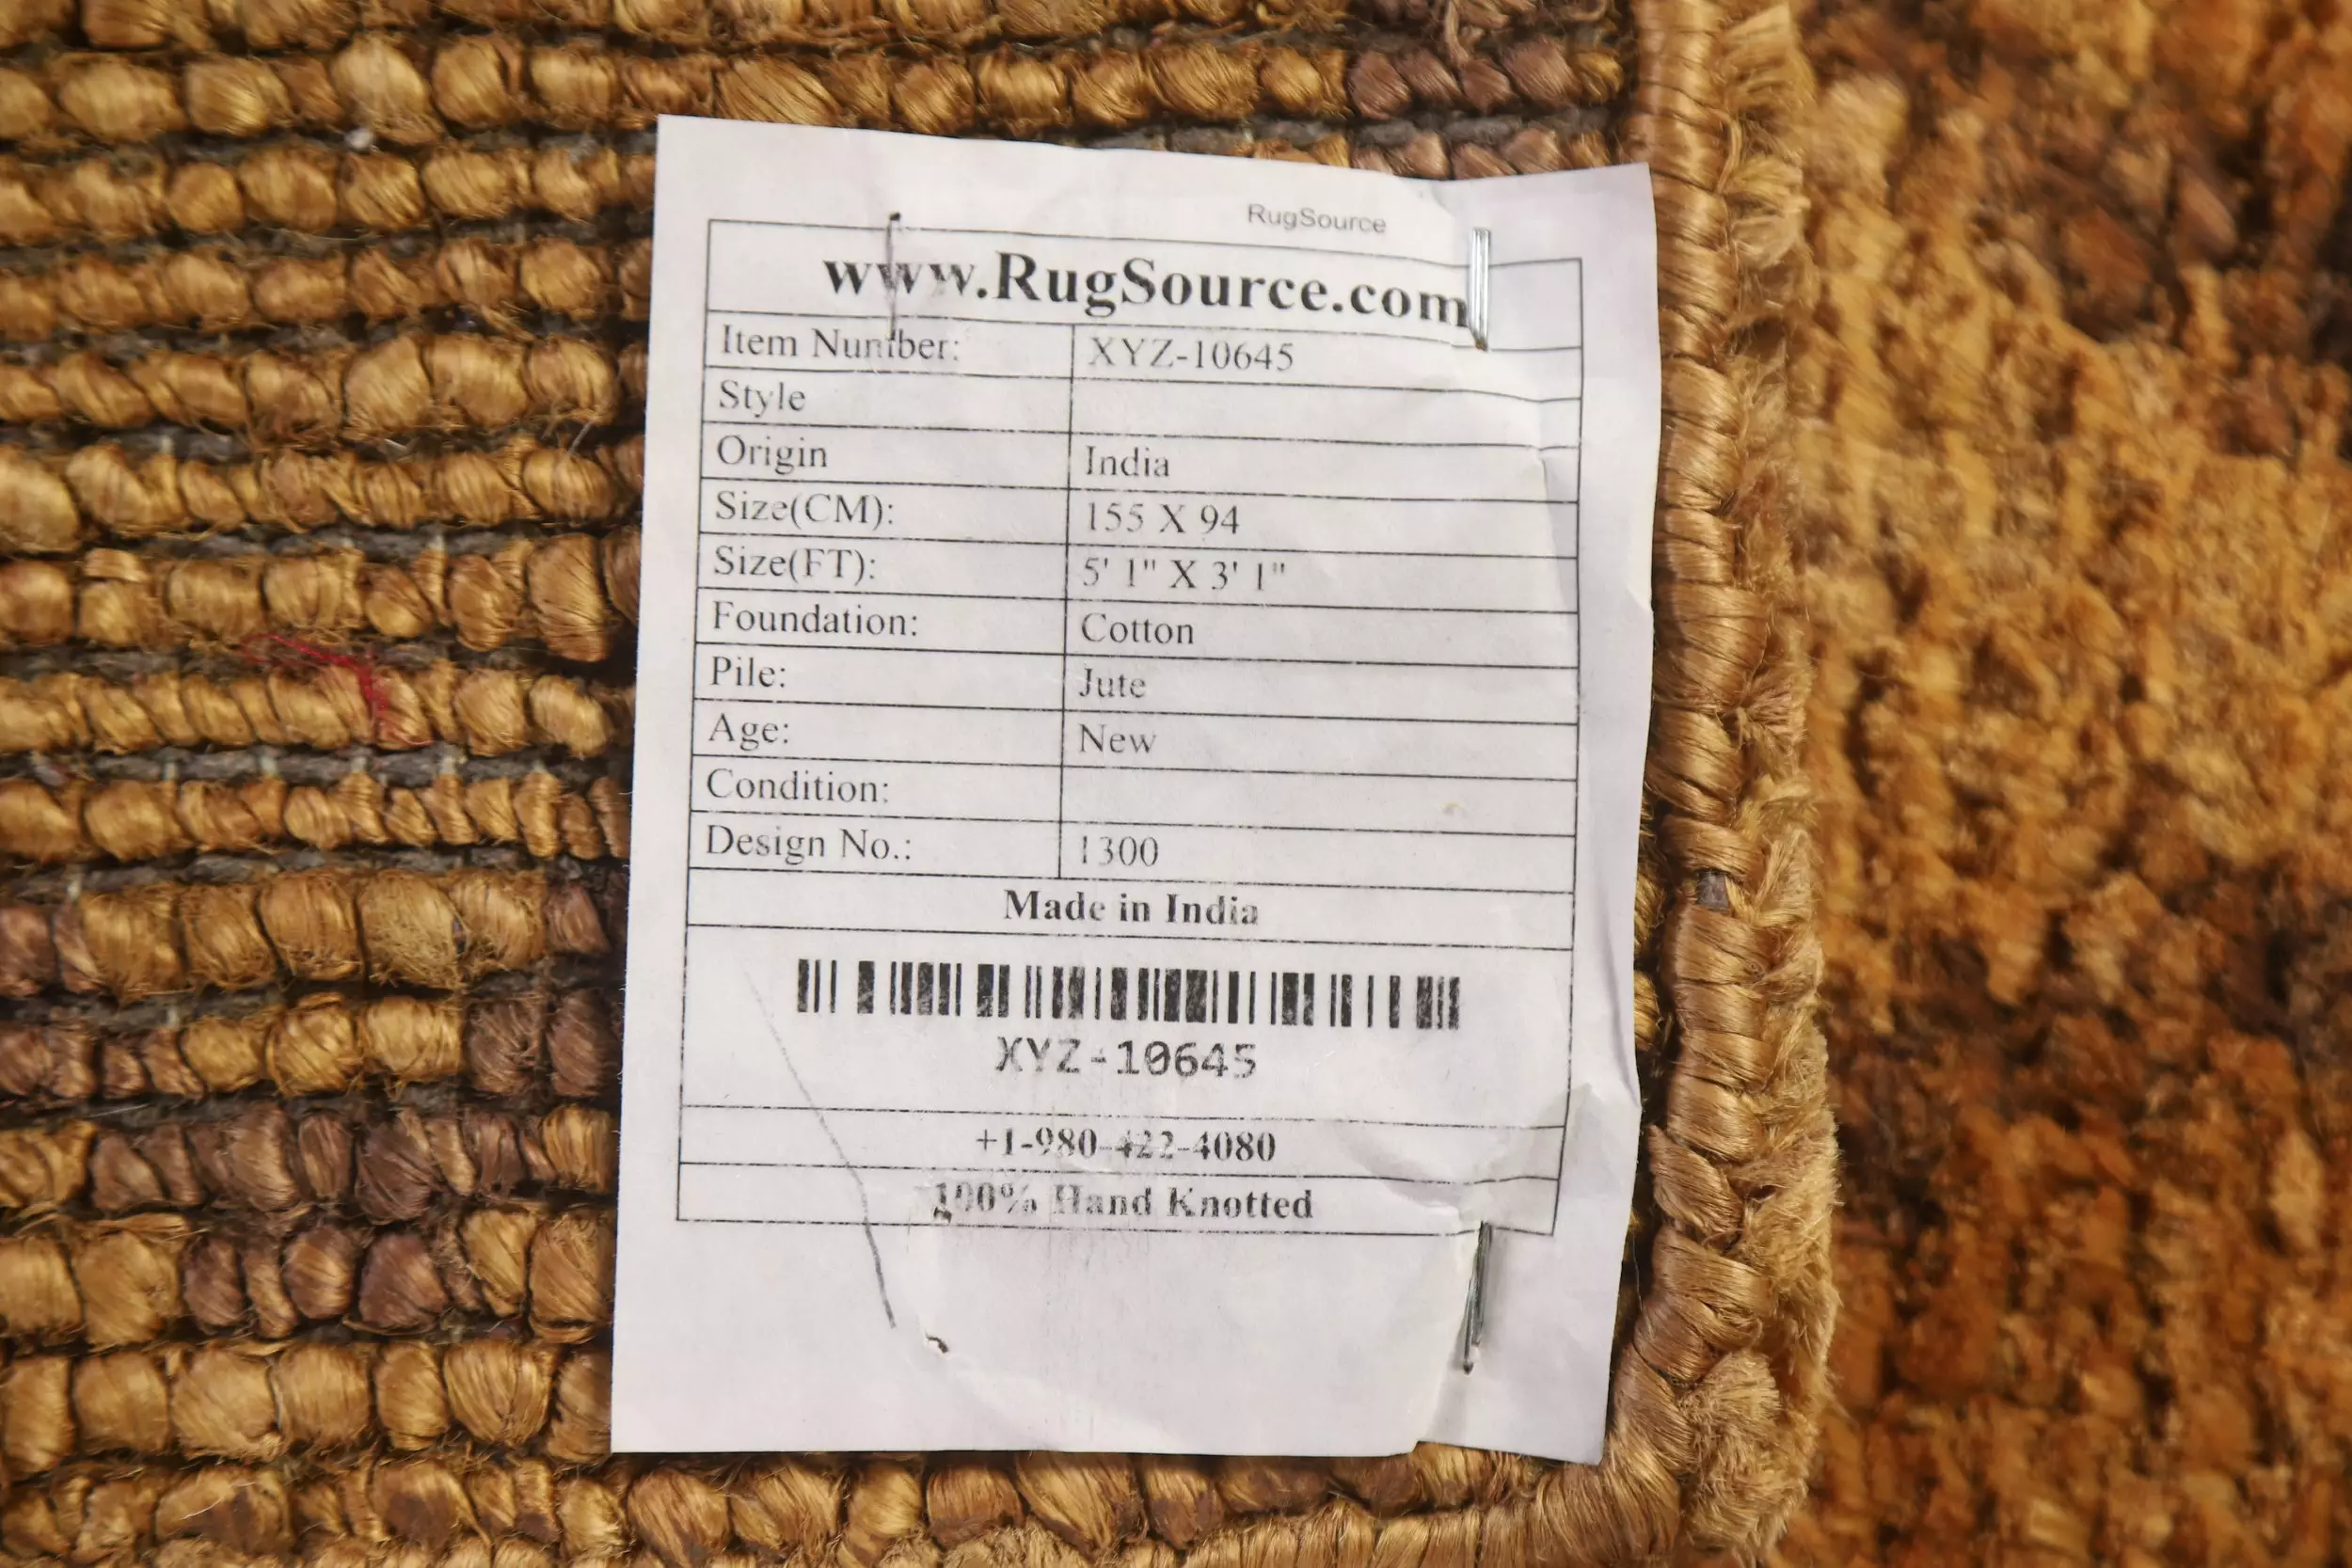 RugSource
www.RugSource.com
Item Number: XYZ-10645
Style
Origin India
Size(CM): 155 X 94
Size(FT): 5' 1" X 3' 1"
Foundation: Cotton
Pile: Jute
Age: New
Condition:
Design No.: 1300
Made in India
XYZ-10645
+1-980-422-4080
100% Hand Knotted